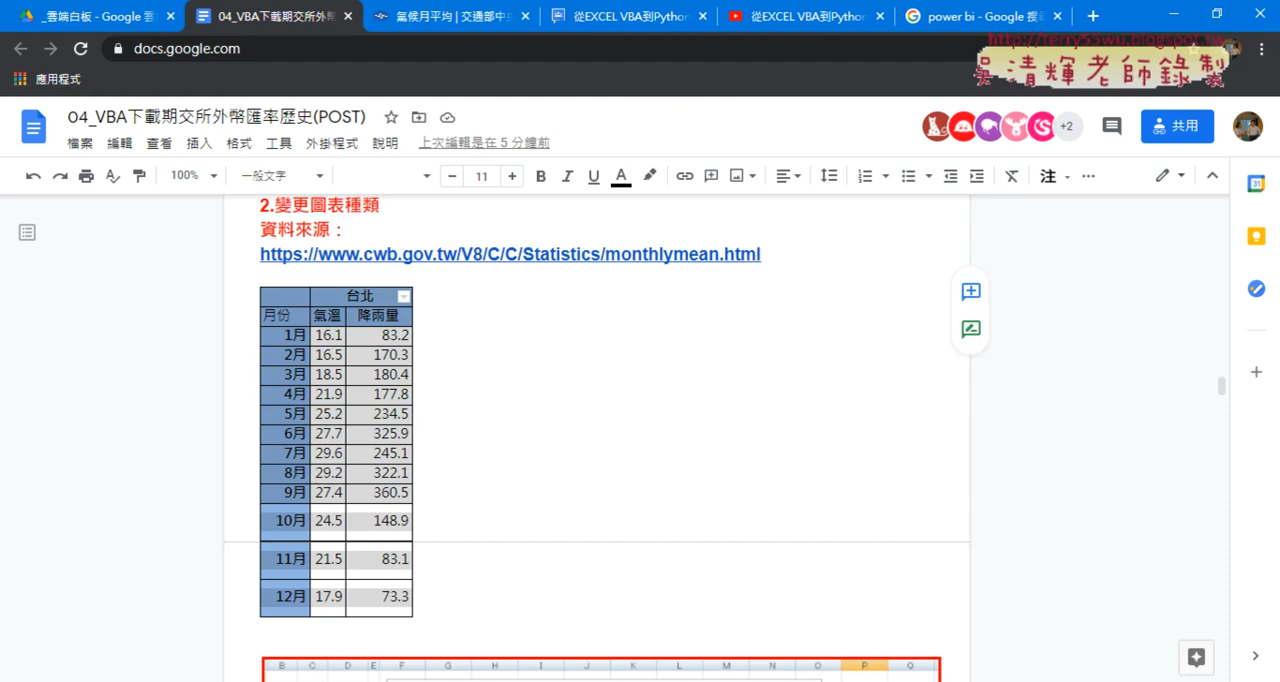 _雲端白板 - Google 雲
04_VBA下載期交所外幣
氣候月平均 | 交通部中央
從EXCEL VBA到Python
從EXCEL VBA到Python
power bi - Google 搜尋
docs.google.com
http://terry55wu.blogspot.tw
吳清輝老師錄製
應用程式
04_VBA下載期交所外幣匯率歷史(POST)
+2
共用
檔案 編輯 查看 插入 格式 工具 外掛程式 說明 上次編輯是在 5 分鐘前
100% 一般文字 11 B I U A 注
31
2.變更圖表種類
資料來源：
https://www.cwb.gov.tw/V8/C/C/Statistics/monthlymean.html
台北
月份 氣溫 降雨量
1月 16.1 83.2
2月 16.5 170.3
3月 18.5 180.4
4月 21.9 177.8
5月 25.2 234.5
6月 27.7 325.9
7月 29.6 245.1
8月 29.2 322.1
9月 27.4 360.5
10月 24.5 148.9
11月 21.5 83.1
12月 17.9 73.3
B C D E F G H I J K L M N O P Q